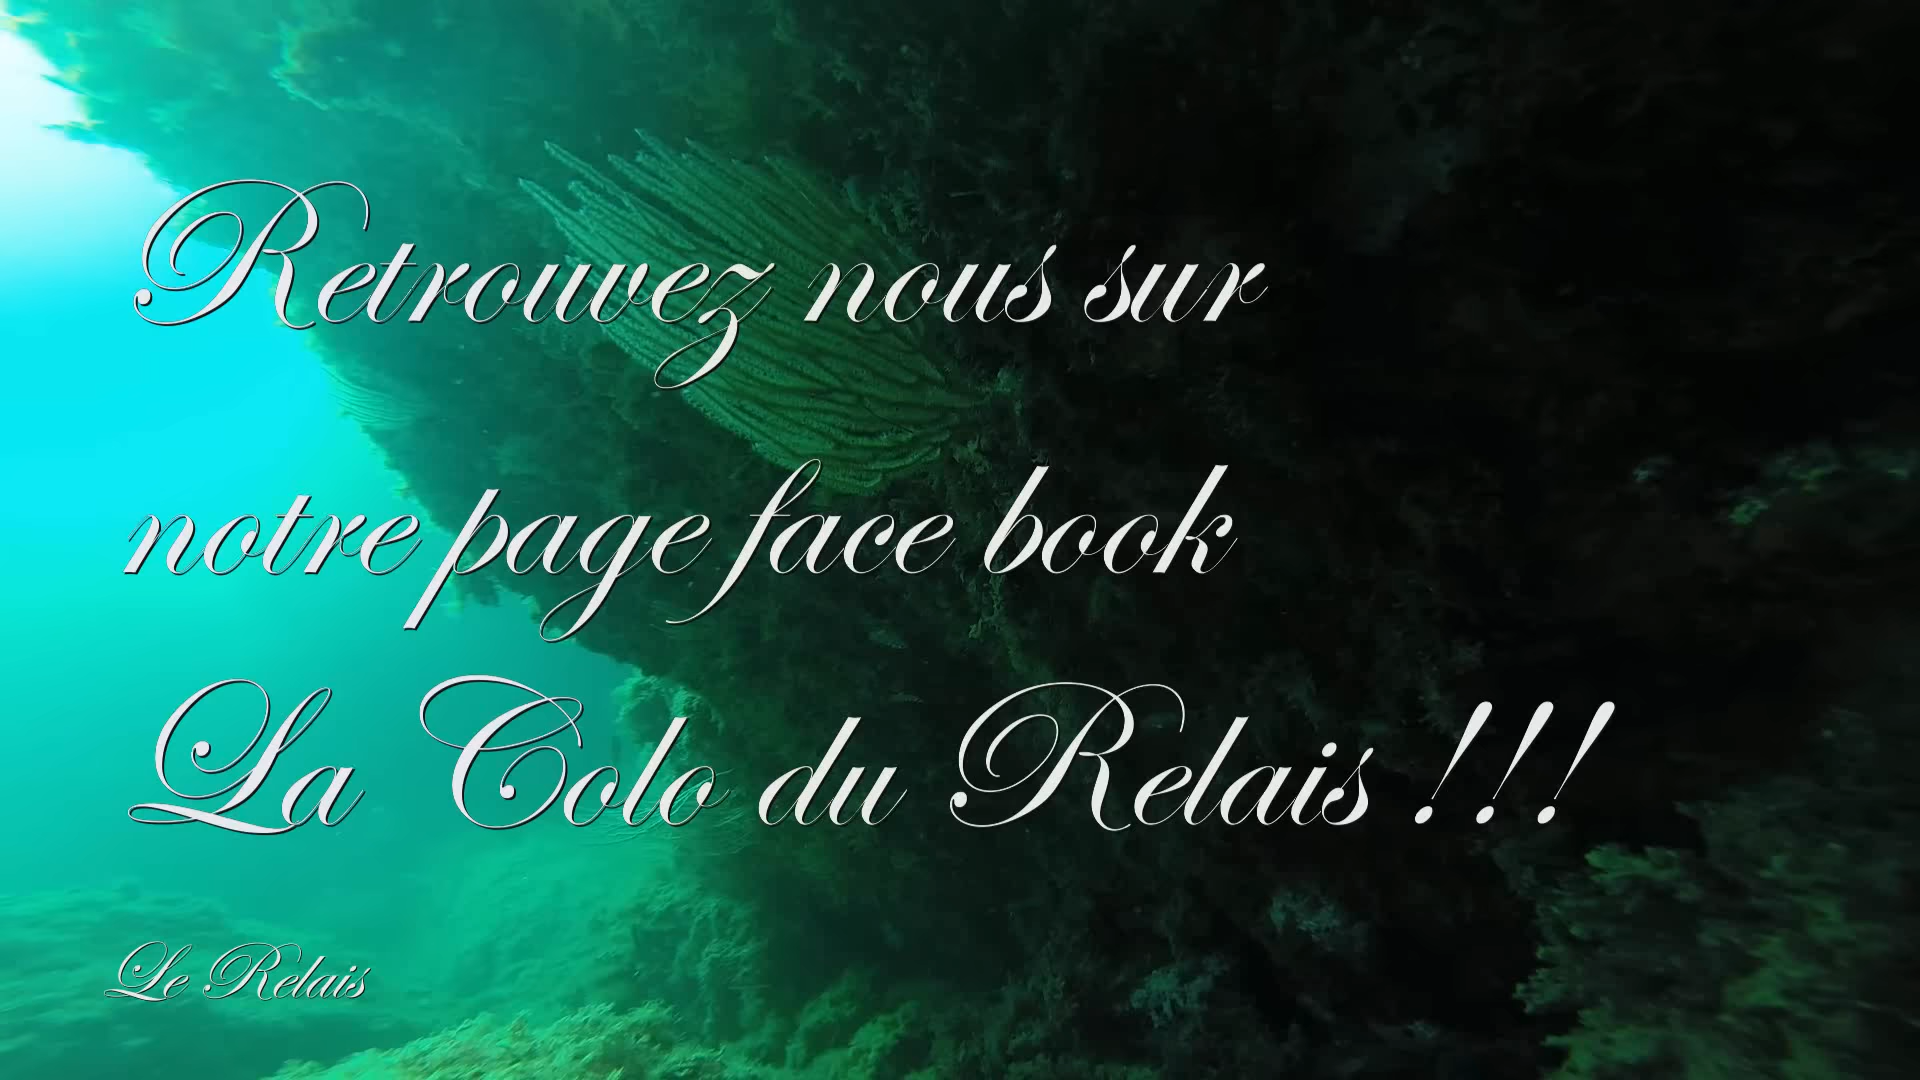 Retrouvez nous sur
notre page face book
La Colo du Relais !!!
Le Relais